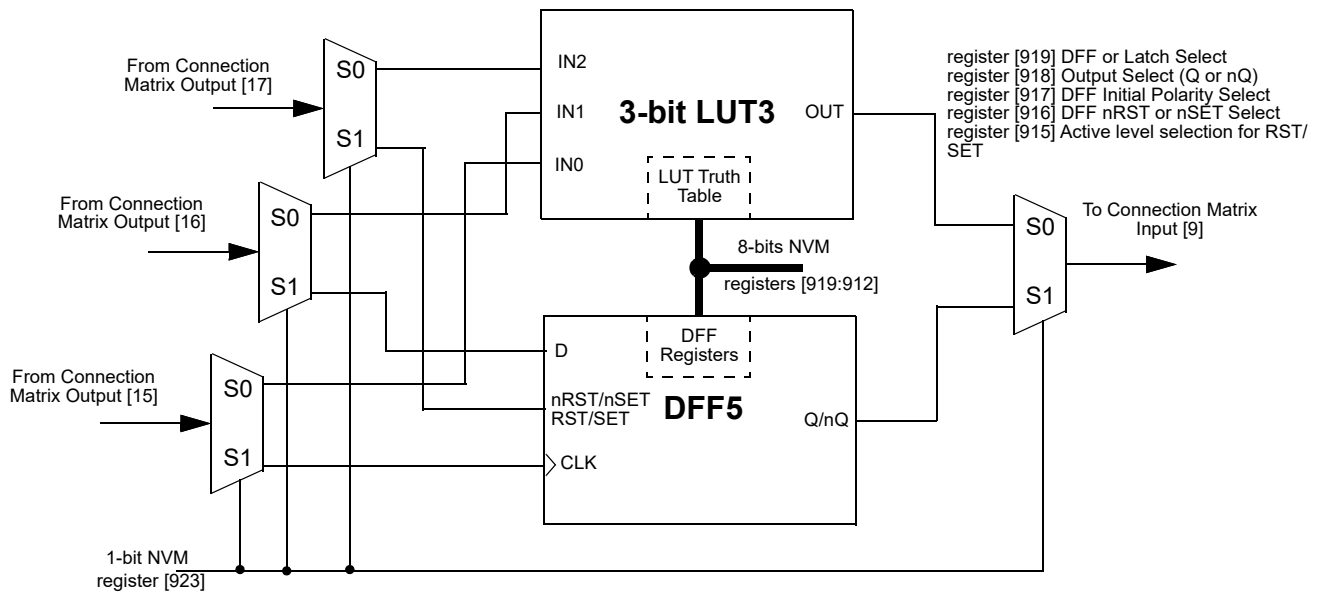 From Connection
Matrix Output [17]
S0
S1
From Connection
Matrix Output [16]
S0
S1
From Connection
Matrix Output [15]
S0
S1
1-bit NVM
register [923]
IN2
IN1
IN0
3-bit LUT3
OUT
LUT Truth
Table
8-bits NVM
registers [919:912]
DFF
Registers
D
nRST/nSET
RST/SET
CLK
DFF5
Q/nQ
register [919] DFF or Latch Select
register [918] Output Select (Q or nQ)
register [917] DFF Initial Polarity Select
register [916] DFF nRST or nSET Select
register [915] Active level selection for RST/
SET
S0
S1
To Connection Matrix
Input [9]